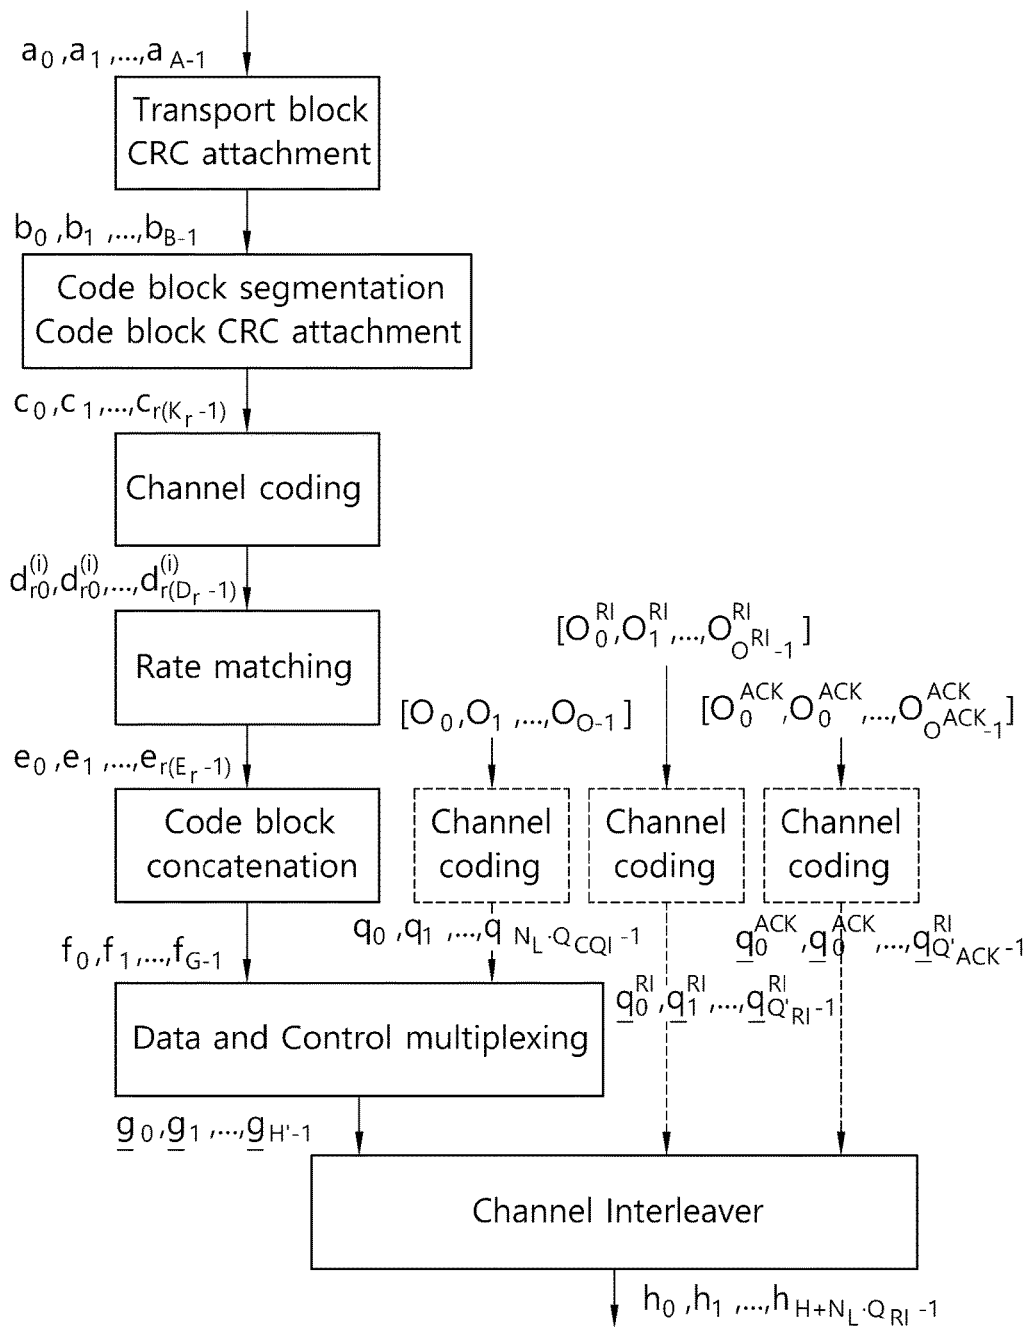 a0 ,a1 ,...,aA-1
Transport block
CRC attachment
b0 ,b1 ,...,bB-1
Code block segmentation
Code block CRC attachment
c0 ,c1 ,...,cr(Kr -1)
Channel coding
dr0(i),dr0(i),...,dr(Dr -1)(i)
Rate matching
[O0RI,O1RI,...,OORI-1RI]
[O0 ,O1 ,...,OO-1 ]
[O0ACK,O0ACK,...,OOACK-1ACK]
e0 ,e1 ,...,er(Er -1)
Code block
concatenation
Channel
coding
Channel
coding
Channel
coding
f0 ,f1 ,...,fG-1
q0 ,q1 ,...,q NL·QCQI -1
q0ACK,q0ACK,...,qQ'ACK-1RI
q0RI,q1RI,...,qQ'RI-1RI
Data and Control multiplexing
g0 ,g1 ,...,gH'-1
Channel Interleaver
h0 ,h1 ,...,hH+NL·QRI -1